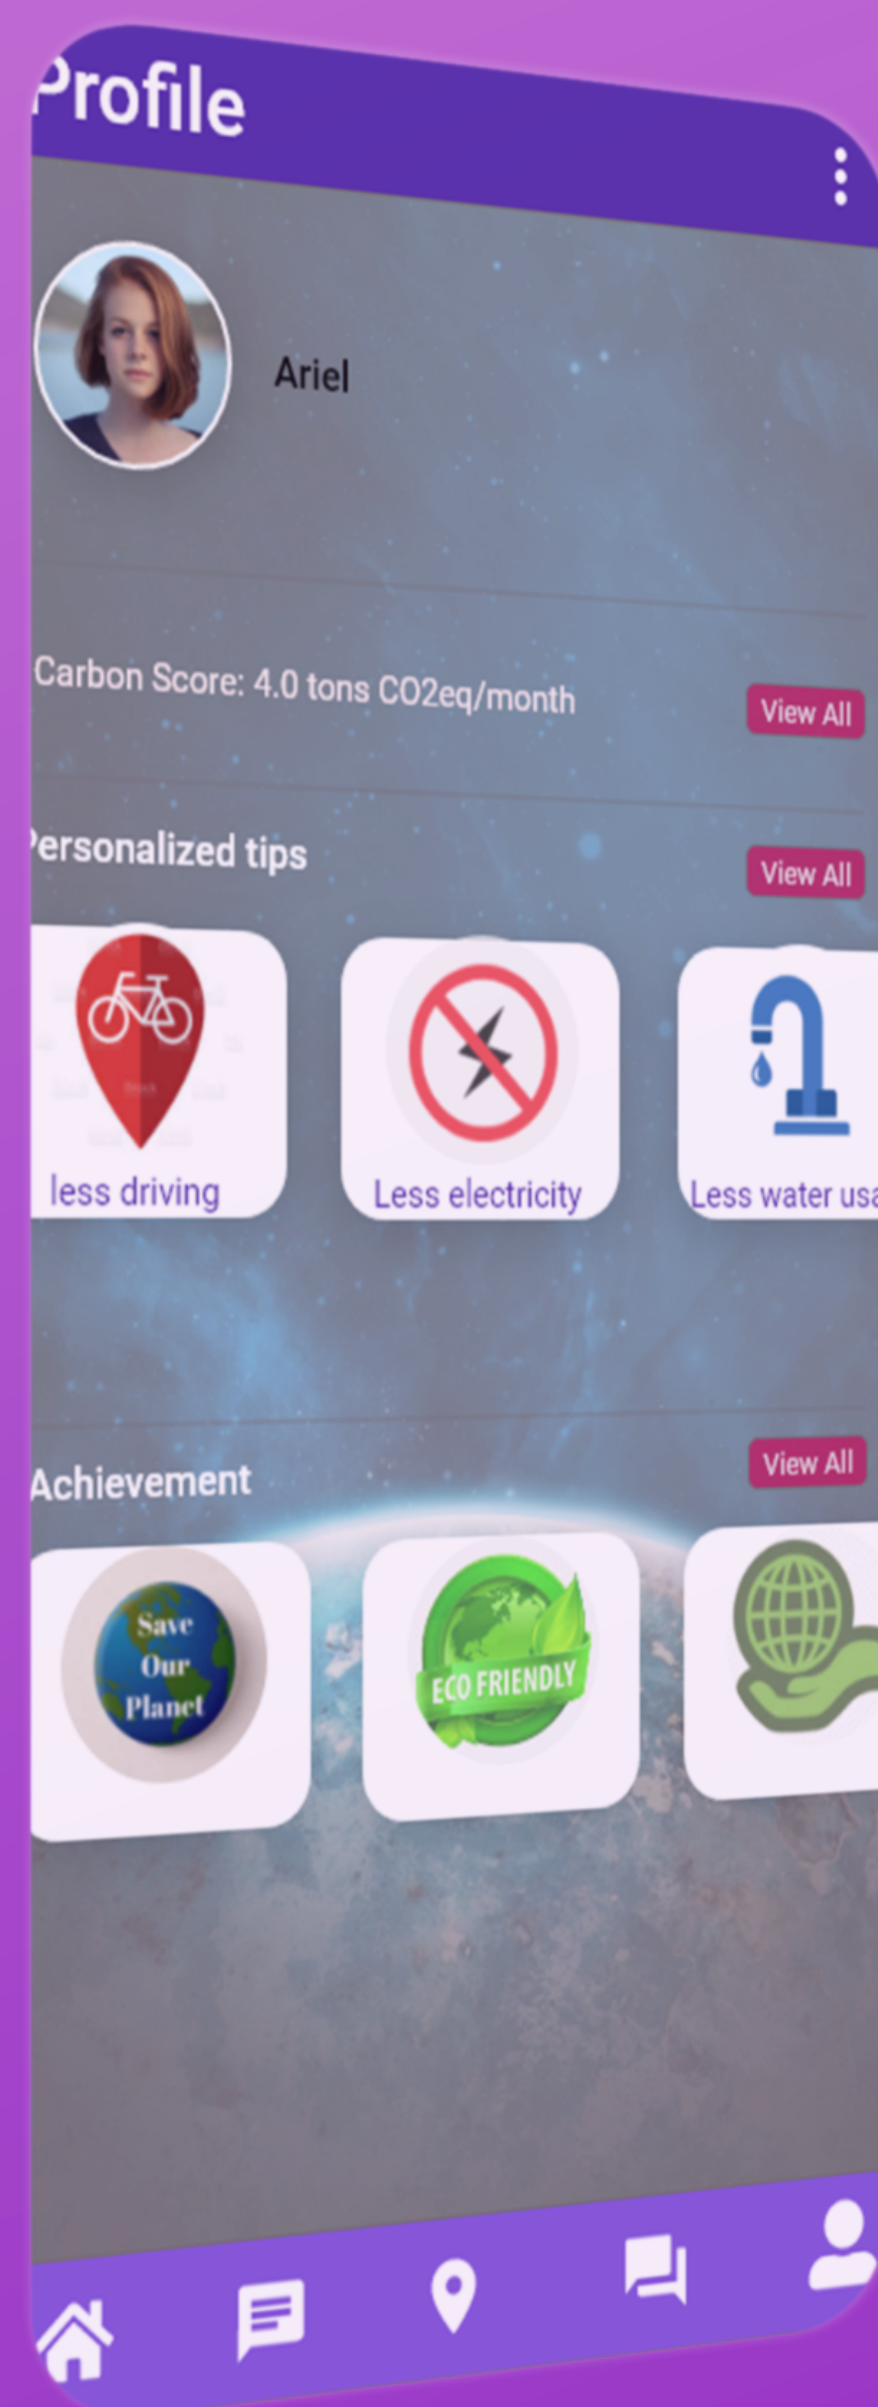 Profile
Ariel
Carbon Score: 4.0 tons CO2eq/month
View All
Personalized tips
View All
less driving
Less electricity
Less water usa
Achievement
View All
Save
Our
Planet
ECO FRIENDLY